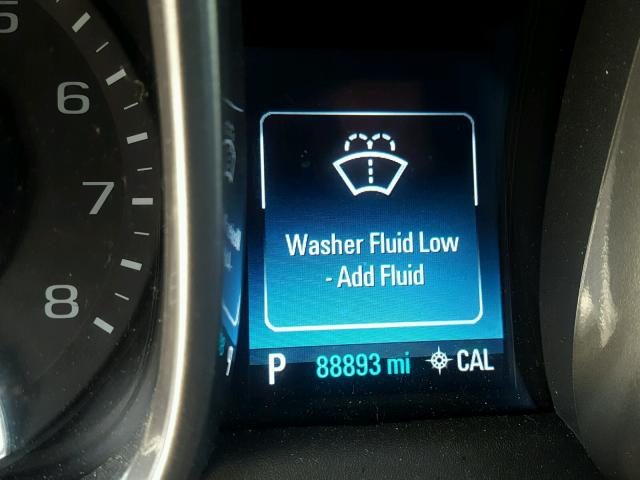 6
7
8
Washer Fluid Low
- Add Fluid
P 88893 mi CAL